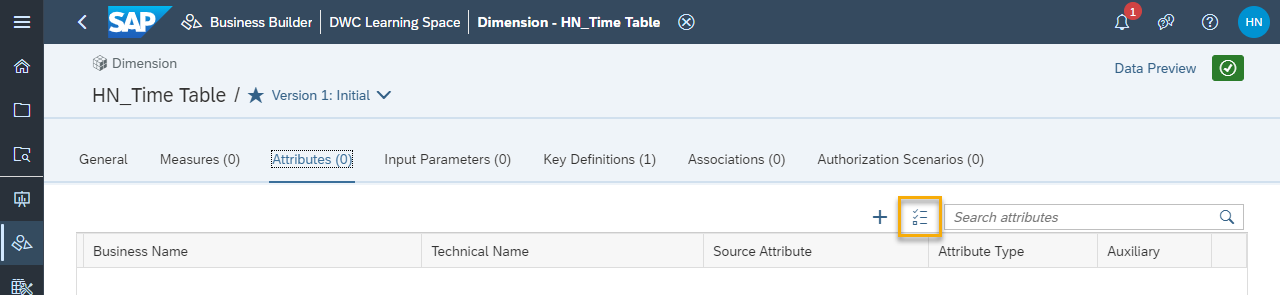 SAP Business Builder DWC Learning Space Dimension - HN_Time Table 1 HN
Dimension
Data Preview
HN_Time Table / Version 1: Initial
General Measures (0) Attributes (0) Input Parameters (0) Key Definitions (1) Associations (0) Authorization Scenarios (0)
Search attributes
Business Name Technical Name Source Attribute Attribute Type Auxiliary